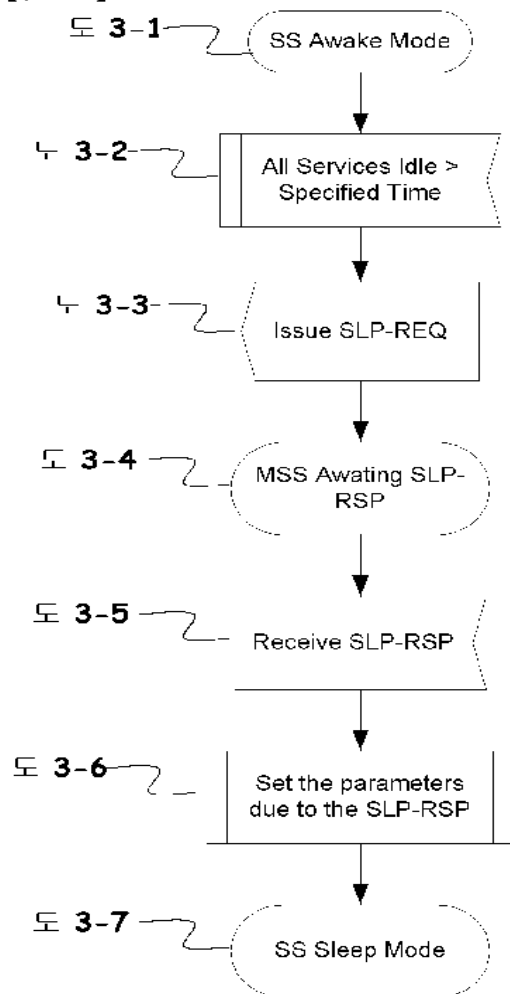 도 3-1
SS Awake Mode
누 3-2
All Services Idle >
Specified Time
누 3-3
Issue SLP-REQ
도 3-4
MSS Awating SLP-
RSP
도 3-5
Receive SLP-RSP
도 3-6
Set the parameters
due to the SLP-RSP
도 3-7
SS Sleep Mode